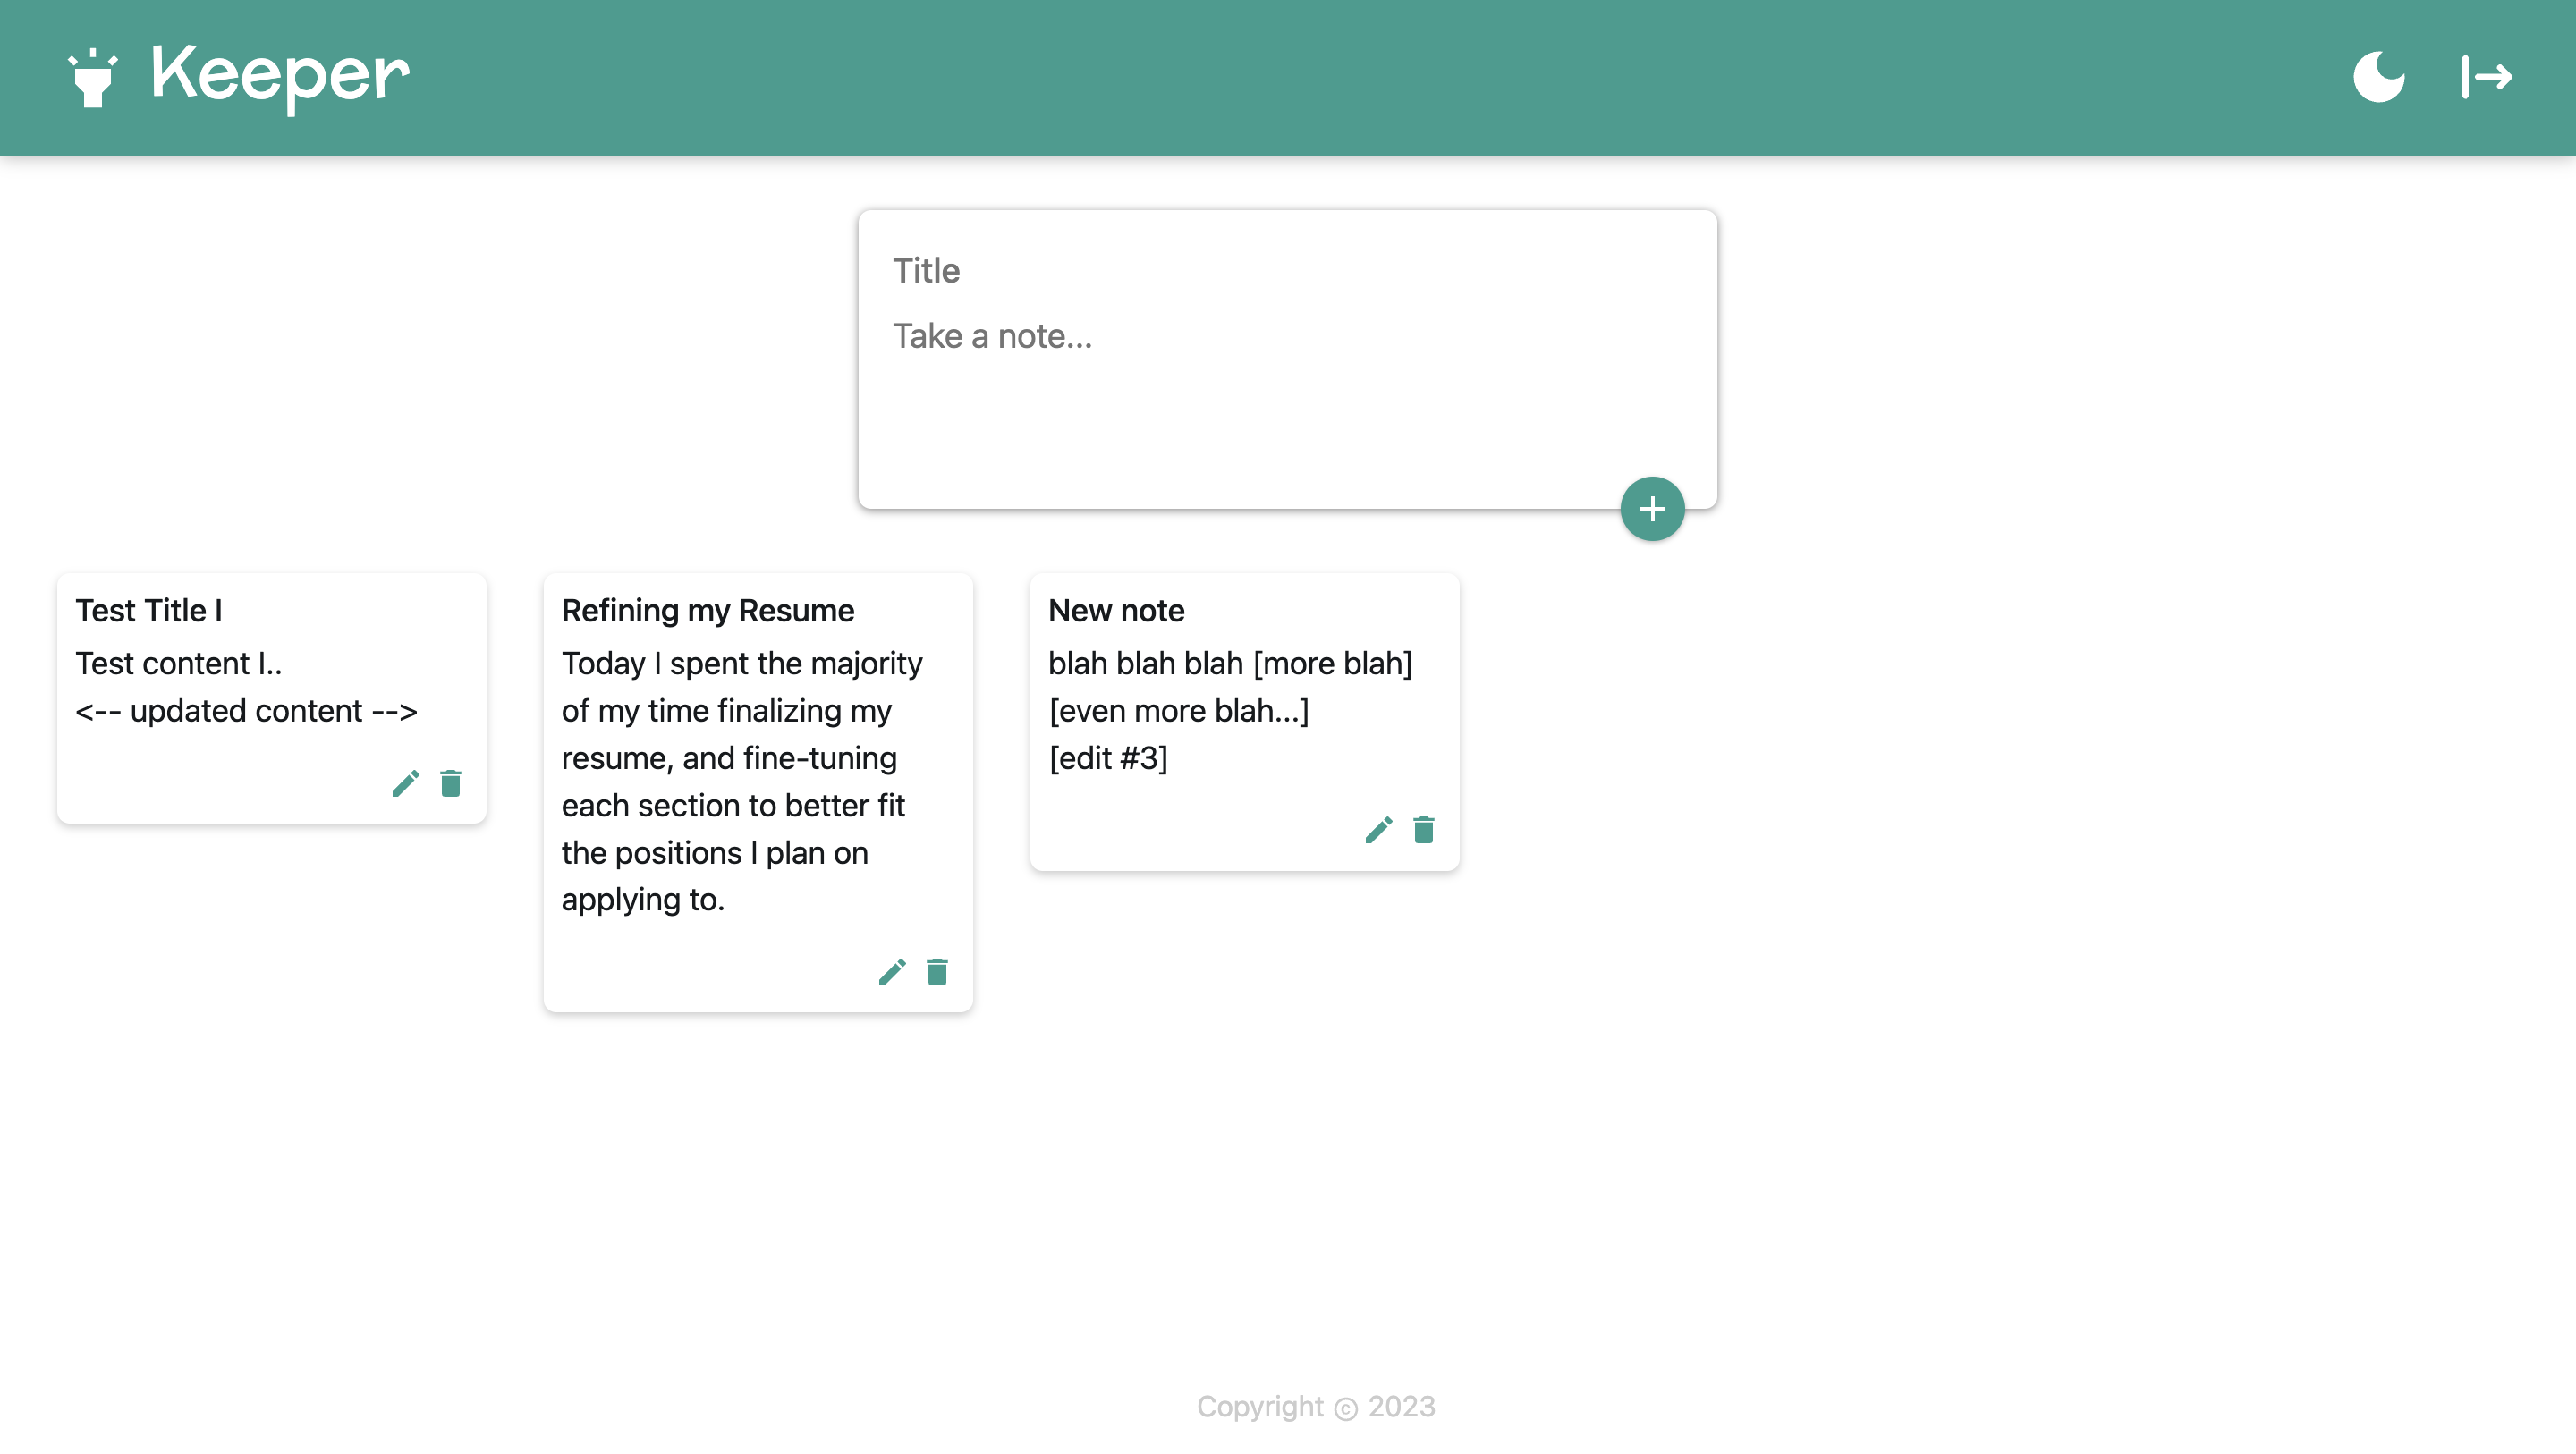 Keeper
Title
Take a note...
Test Title I
Test content I..
<-- updated content -->
Refining my Resume
Today I spent the majority
of my time finalizing my
resume, and fine-tuning
each section to better fit
the positions I plan on
applying to.
New note
blah blah blah [more blah]
[even more blah...]
[edit #3]
Copyright © 2023